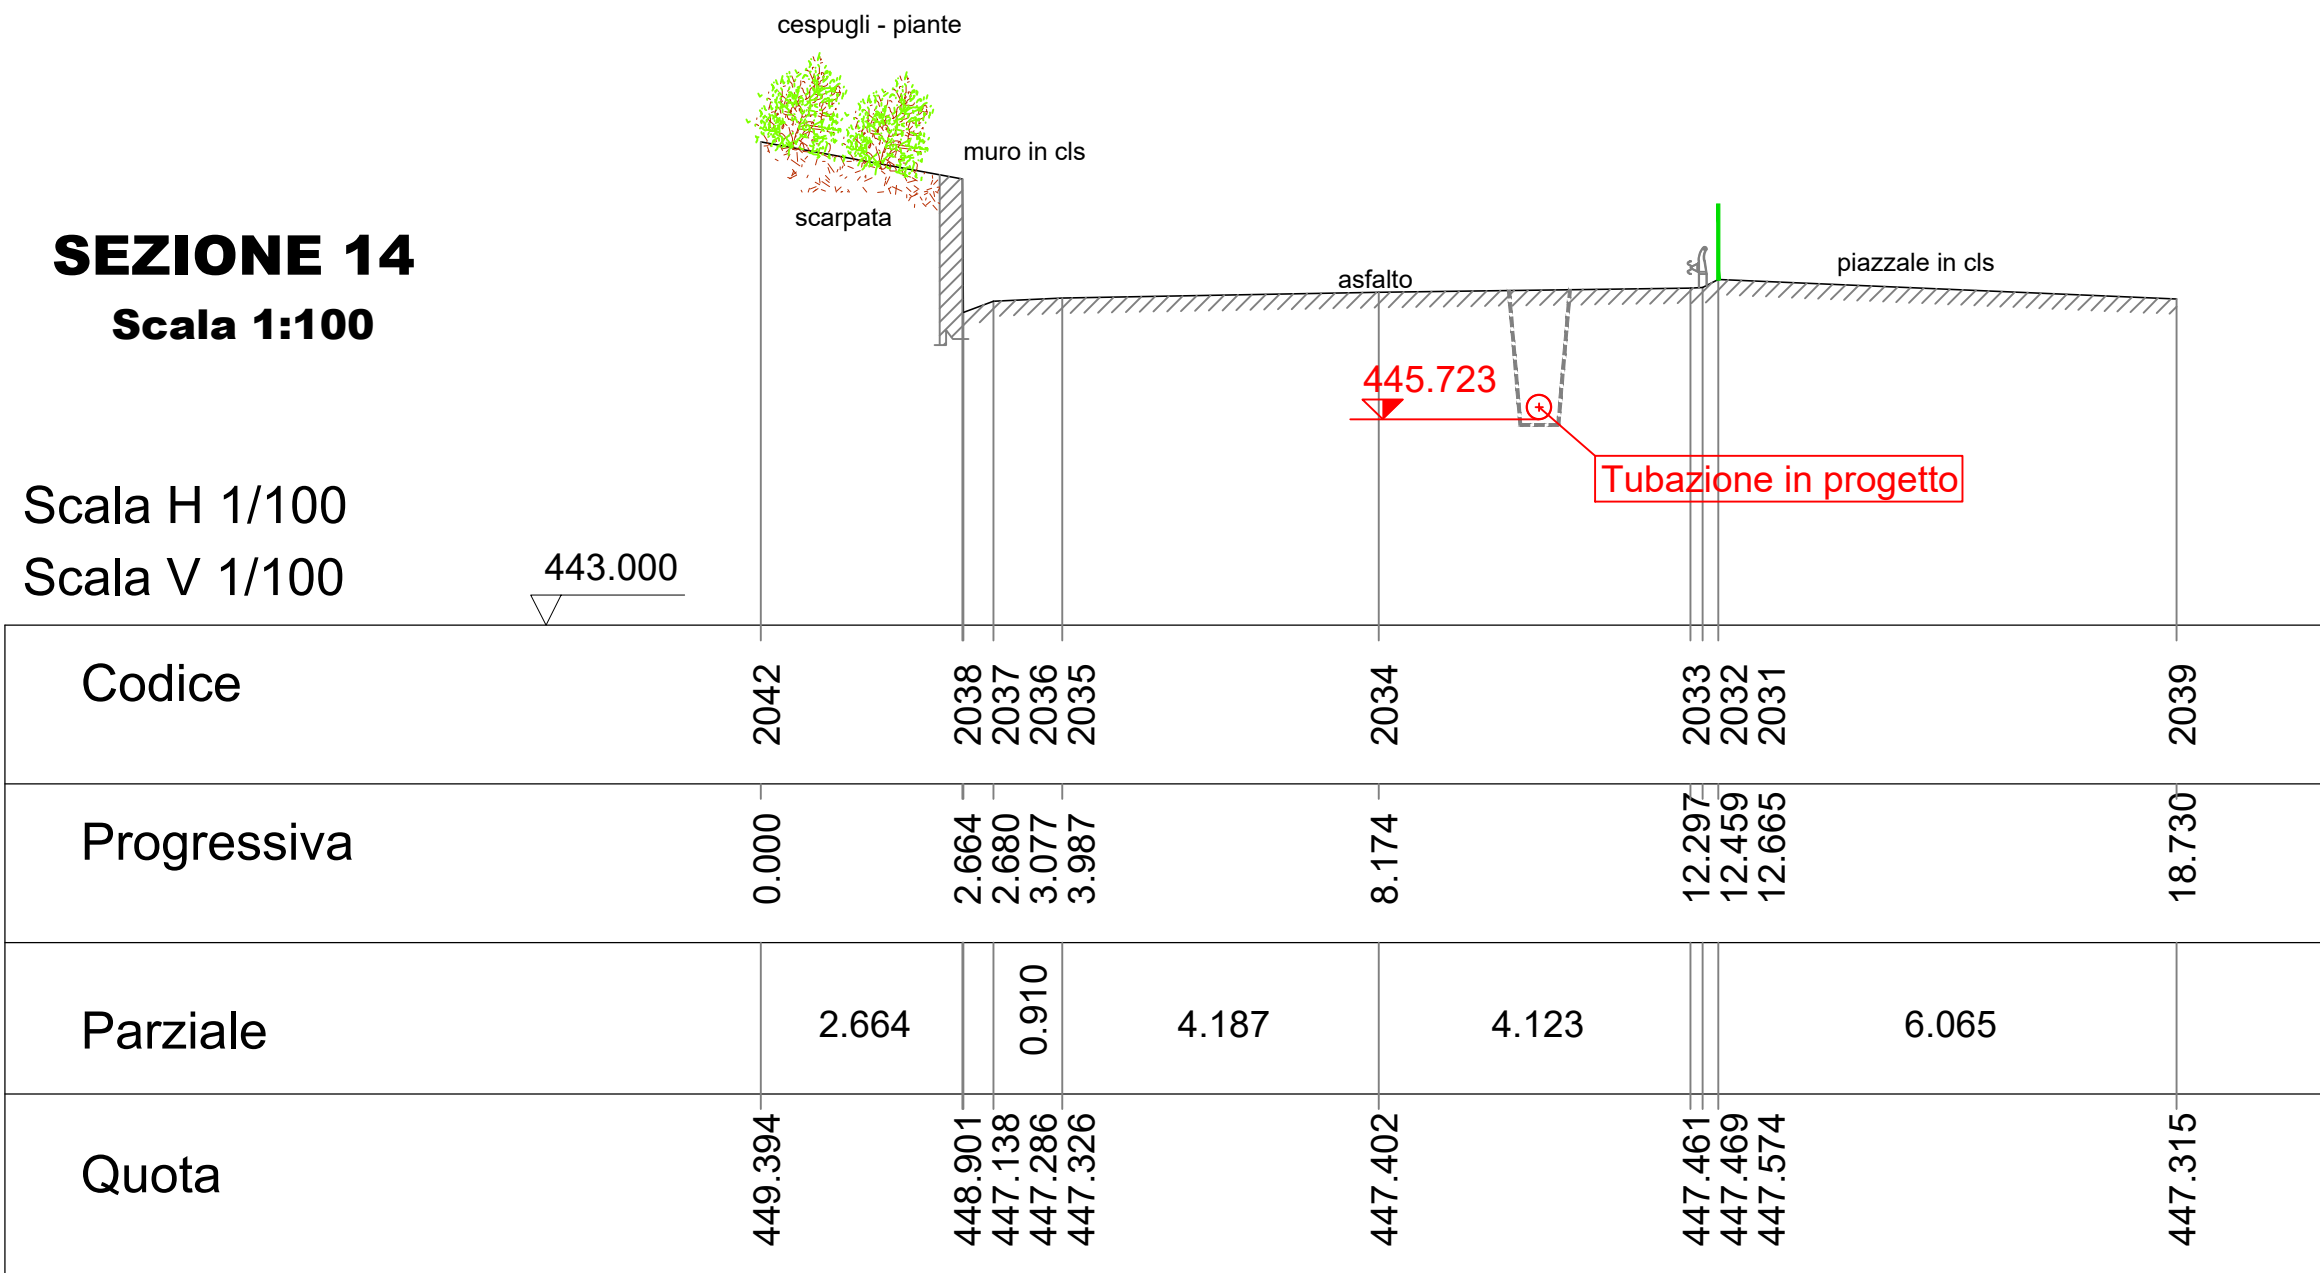 cespugli - piante
muro in cls
scarpata
SEZIONE 14
Scala 1:100
asfalto
piazzale in cls
445.723
Tubazione in progetto
Scala H 1/100
Scala V 1/100
443.000
Codice
2042
2038
2037
2036
2035
2034
2033
2032
2031
2039
Progressiva
0.000
2.664
2.680
3.077
3.987
8.174
12.297
12.459
12.665
18.730
Parziale
2.664
0.910
4.187
4.123
6.065
Quota
449.394
448.901
447.138
447.286
447.326
447.402
447.461
447.469
447.574
447.315